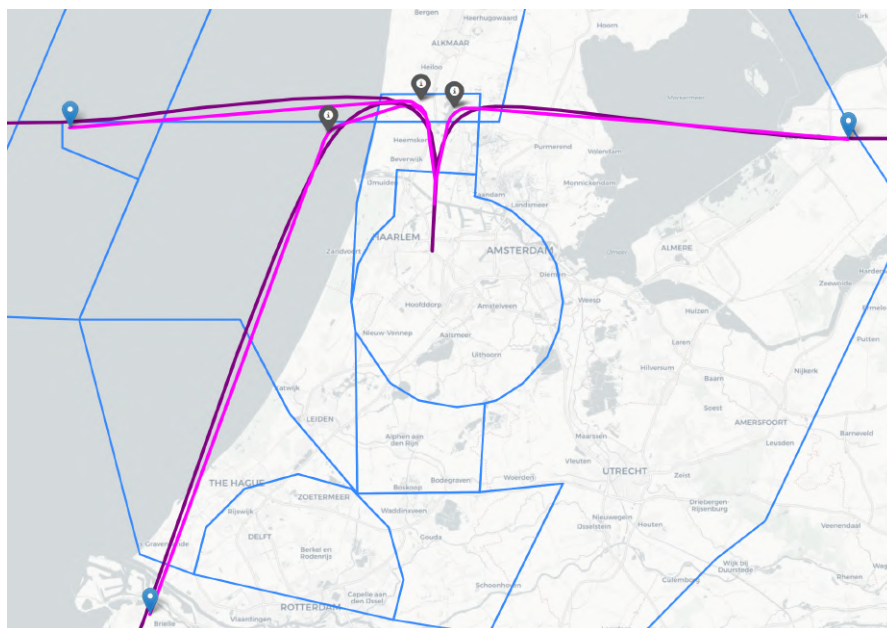 Bergen
Heerhugowaard
Hoorn
Urk
ALKMAAR
Heiloo
Heemskerk
Beverwijk
Purmerend
Volendam
IJmuiden
Zaandam
Monnickendam
Landsmeer
HAARLEM
Zandvoort
AMSTERDAM
ALMERE
Diemen
Zeewolde
Harderwijk
Ermelo
Weesp
Huizen
Hoofddorp
Amstelveen
Putten
Nieuw-Vennep
Aalsmeer
Laren
Uithoorn
Hilversum
Nijkerk
Baarn
Katwijk
Soest
LEIDEN
AMERSFOORT
Barneveld
Alphen aan
den Rijn
Maarssen
Leusden
Vleuten
UTRECHT
Zeist
THE HAGUE
ZOETERMEER
Boskoop
Bodegraven
Woerden
Rijswijk
Waddinxveen
Driebergen-
Rijsenburg
Nieuwegein
IJsselstein
Houten
Veenendaal
DELFT
Gouda
's-Gravenzande
Berkel en
Rodenrijs
Wijk bij
Duurstede
Rhenen
Culemborg
Schoonhoven
Capelle aan
den IJssel
ROTTERDAM
Vlaardingen
Brielle